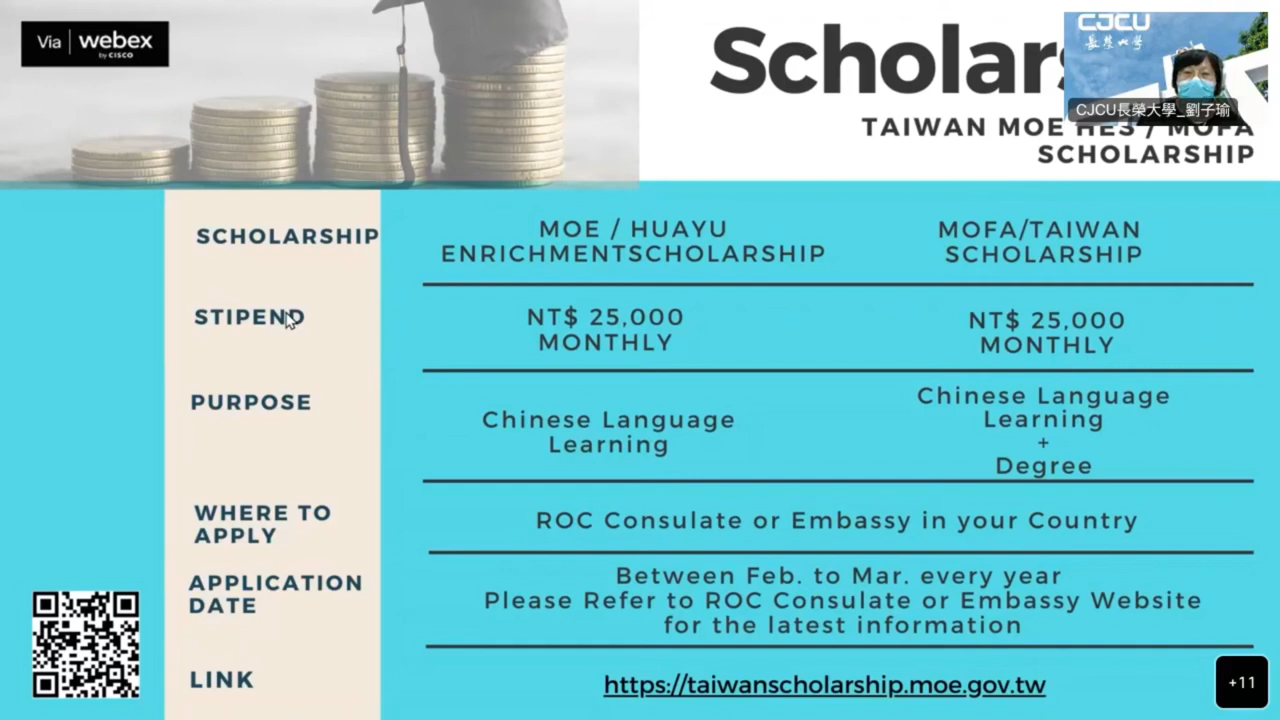 Via webex
by CISCO
CJCU
長榮大學
CJCU長榮大學_劉子瑜
TAIWAN MOE HES / MOFA
SCHOLARSHIP
SCHOLARSHIP
MOE / HUAYU
ENRICHMENTSCHOLARSHIP
MOFA/TAIWAN
SCHOLARSHIP
STIPEND
NT$ 25,000
MONTHLY
NT$ 25,000
MONTHLY
PURPOSE
Chinese Language
Learning
Chinese Language
Learning
+
Degree
WHERE TO
APPLY
ROC Consulate or Embassy in your Country
APPLICATION
DATE
Between Feb. to Mar. every year
Please Refer to ROC Consulate or Embassy Website
for the latest information
LINK
https://taiwanscholarship.moe.gov.tw
+11